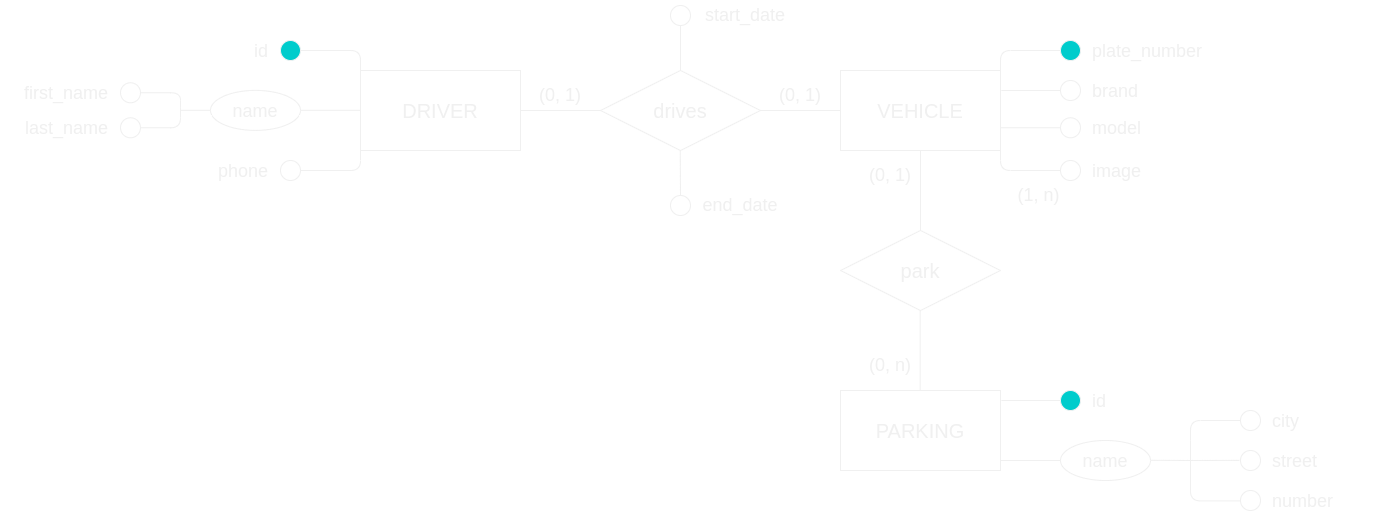 start_date
id
plate_number
first_name
name
DRIVER
(0, 1)
drives
(0, 1)
VEHICLE
brand
last_name
model
phone
image
(0, 1)
(1, n)
end_date
park
(0, n)
PARKING
id
city
name
street
number